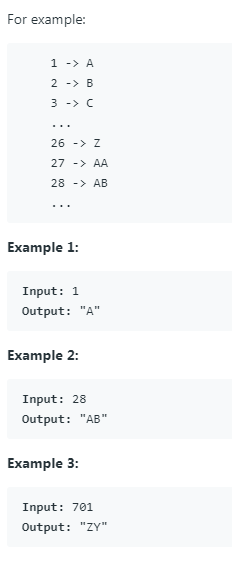 For example:
1 -> A
2 -> B
3 -> C
...
26 -> Z
27 -> AA
28 -> AB
...
Example 1:
Input: 1
Output: "A"
Example 2:
Input: 28
Output: "AB"
Example 3:
Input: 701
Output: "ZY"